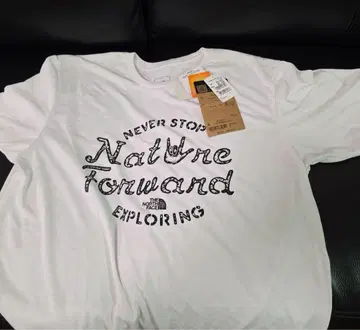 NEVER STOP
Nature
Forward
THE
NORTH
FACE
EXPLORING